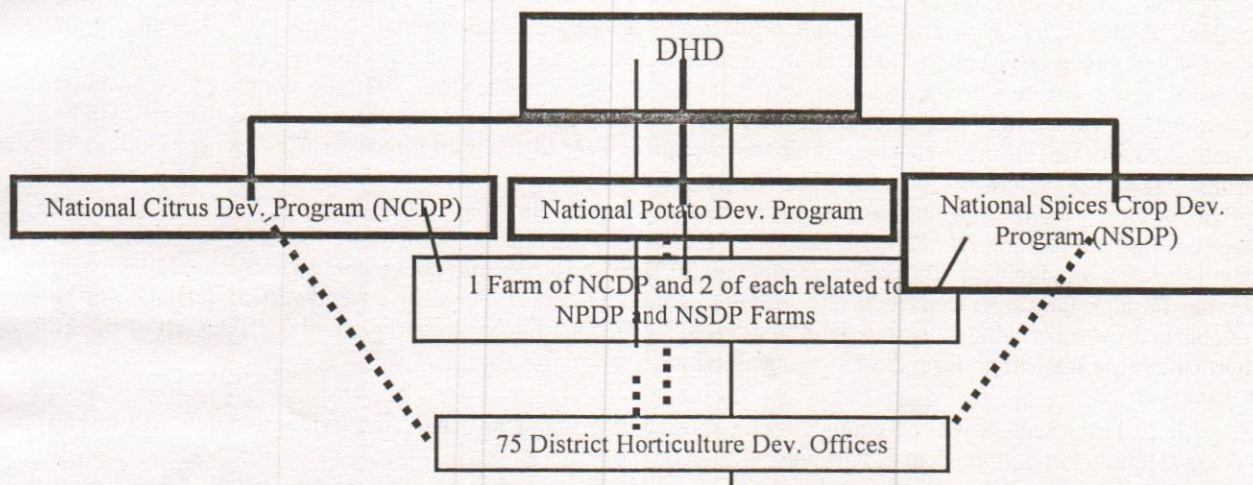 DHD
National Citrus Dev. Program (NCDP)
National Potato Dev. Program
National Spices Crop Dev.
Program (NSDP)
1 Farm of NCDP and 2 of each related to
NPDP and NSDP Farms
75 District Horticulture Dev. Offices